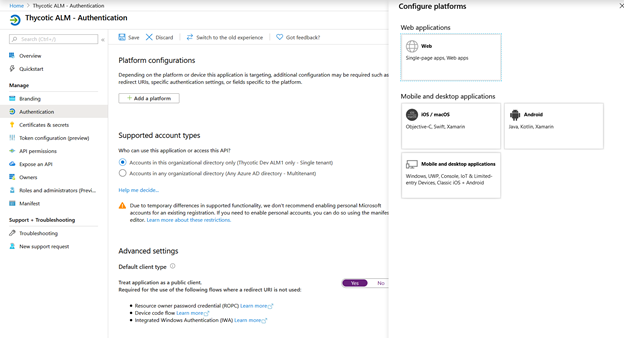 Home > Thycotic ALM - Authentication
Thycotic ALM - Authentication
Search (Ctrl+/)
Overview
Quickstart
Manage
Branding
Authentication
Certificates & secrets
Token configuration (preview)
API permissions
Expose an API
Owners
Roles and administrators (Previ...
Manifest
Support + Troubleshooting
Troubleshooting
New support request
Save Discard Switch to the old experience Got feedback?
Platform configurations
Depending on the platform or device this application is targeting, additional configuration may be required such as
redirect URIs, specific authentication settings, or fields specific to the platform.
+ Add a platform
Supported account types
Who can use this application or access this API?
Accounts in this organizational directory only (Thycotic Dev ALM1 only - Single tenant)
Accounts in any organizational directory (Any Azure AD directory - Multitenant)
Help me decide...
Due to temporary differences in supported functionality, we don't recommend enabling personal Microsoft
accounts for an existing registration. If you need to enable personal accounts, you can do so using the manifest
editor. Learn more about these restrictions.
Advanced settings
Default client type
Treat application as a public client.
Required for the use of the following flows where a redirect URI is not used:
Yes No
• Resource owner password credential (ROPC) Learn more
• Device code flow Learn more
• Integrated Windows Authentication (IWA) Learn more
Configure platforms
Web applications
Web
Single-page apps, Web apps
Mobile and desktop applications
iOS / macOS
Objective-C, Swift, Xamarin
Android
Java, Kotlin, Xamarin
Mobile and desktop applications
Windows, UWP, Console, IoT & Limited-
entry Devices, Classic iOS + Android